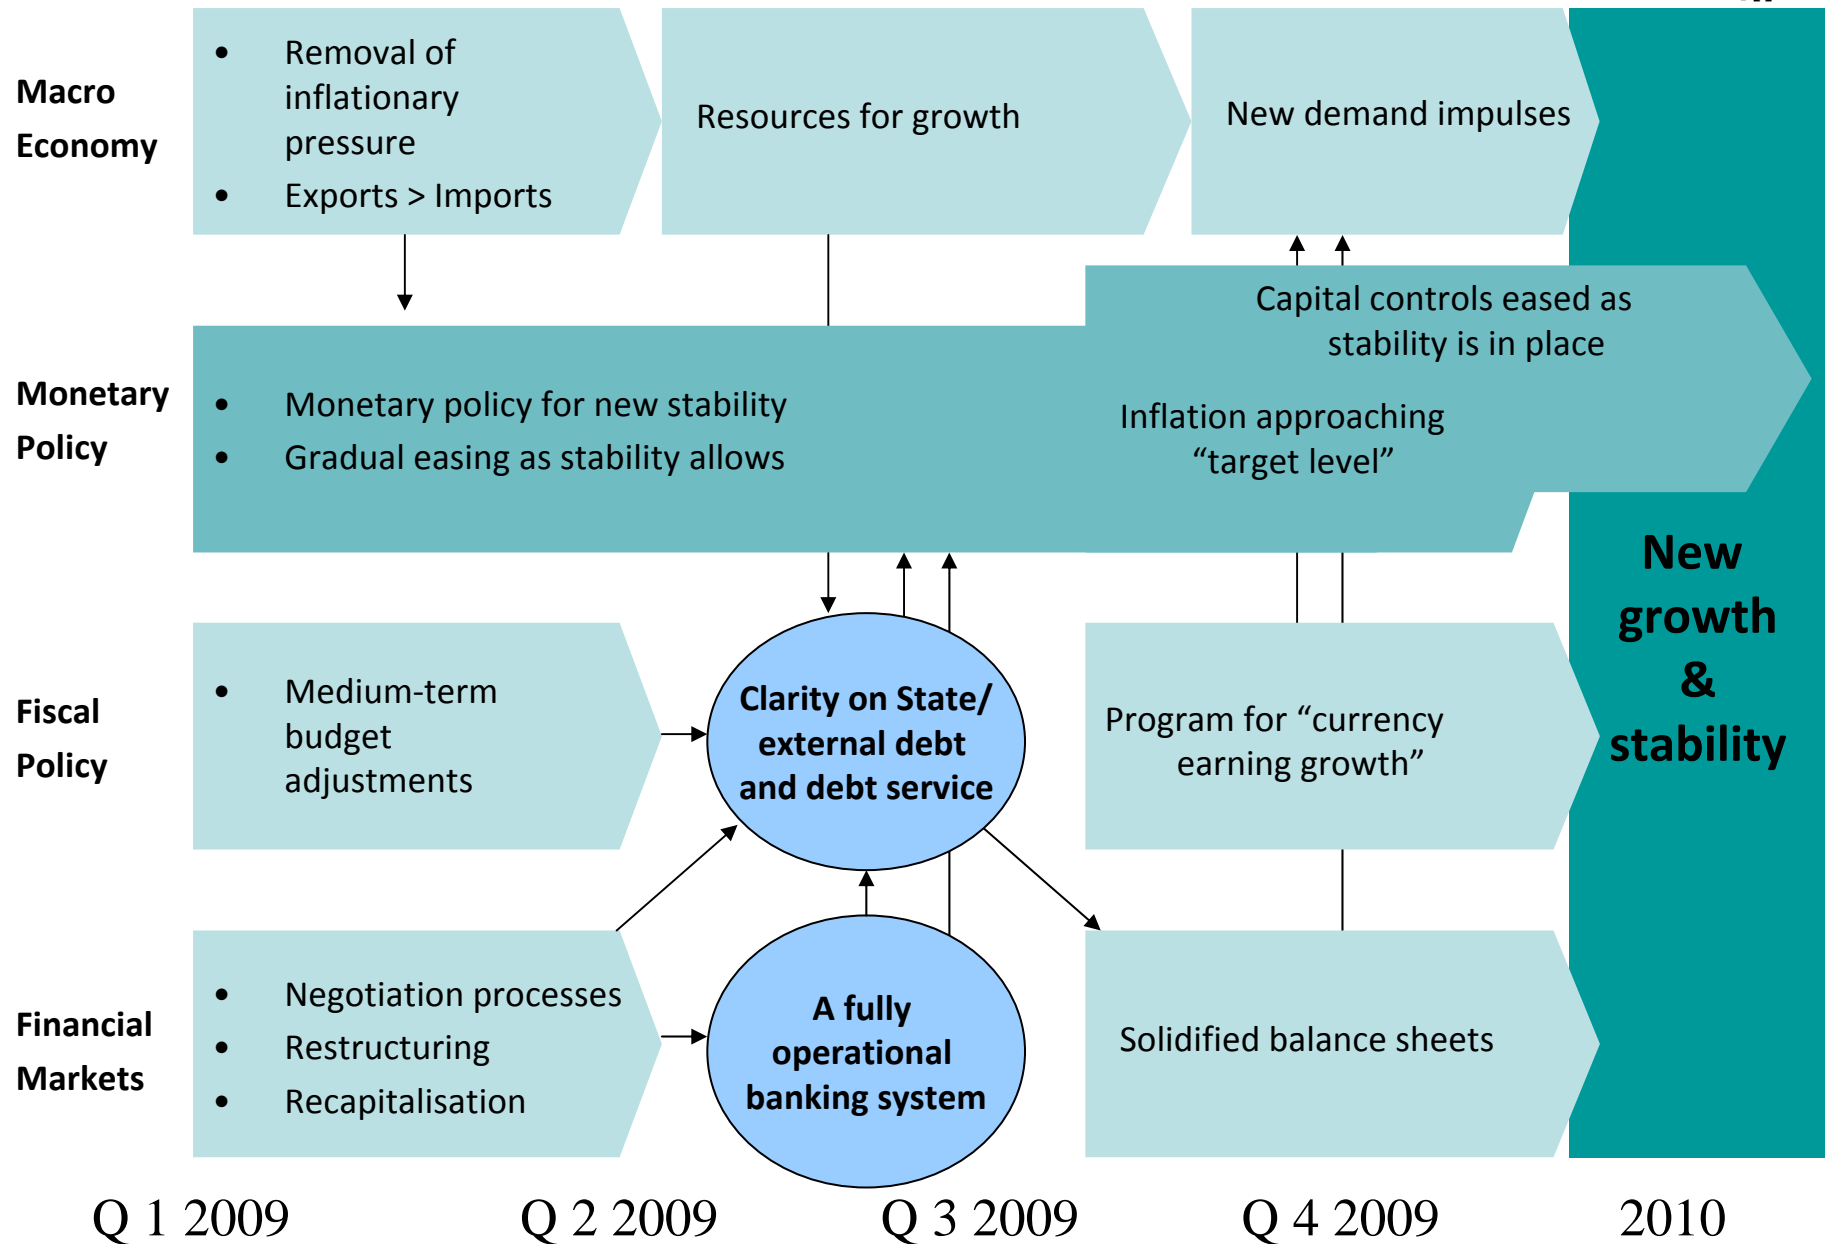 Macro
Economy
• Removal of
inflationary
pressure
• Exports > Imports
Resources for growth
New demand impulses
Monetary
Policy
• Monetary policy for new stability
• Gradual easing as stability allows
Capital controls eased as
stability is in place
Inflation approaching
“target level”
Fiscal
Policy
• Medium-term
budget
adjustments
Clarity on State/
external debt
and debt service
Program for “currency
earning growth”
New
growth
&
stability
Financial
Markets
• Negotiation processes
• Restructuring
• Recapitalisation
A fully
operational
banking system
Solidified balance sheets
Q 1 2009
Q 2 2009
Q 3 2009
Q 4 2009
2010